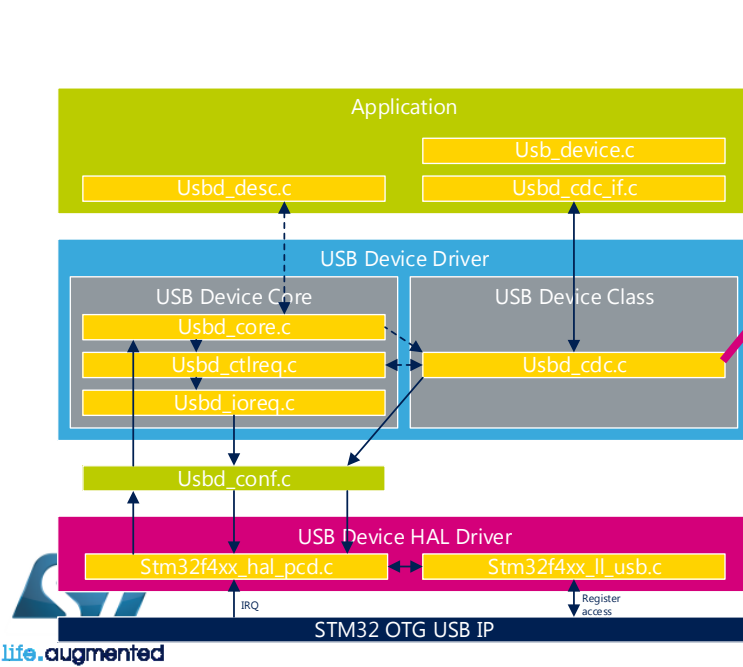 Application
Usb_device.c
Usbd_desc.c
Usbd_cdc_if.c
USB Device Driver
USB Device Core
USB Device Class
Usbd_core.c
Usbd_ctlreq.c
Usbd_cdc.c
Usbd_ioreq.c
Usbd_conf.c
USB Device HAL Driver
Stm32f4xx_hal_pcd.c
Stm32f4xx_ll_usb.c
IRQ
Register
access
STM32 OTG USB IP
life.augmented